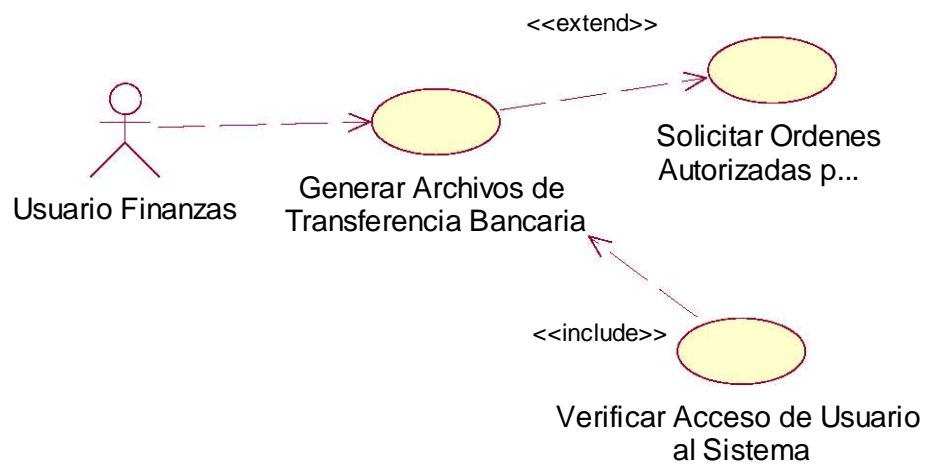 <<extend>>
Solicitar Ordenes
Autorizadas p...
Usuario Finanzas
Generar Archivos de
Transferencia Bancaria
<<include>>
Verificar Acceso de Usuario
al Sistema